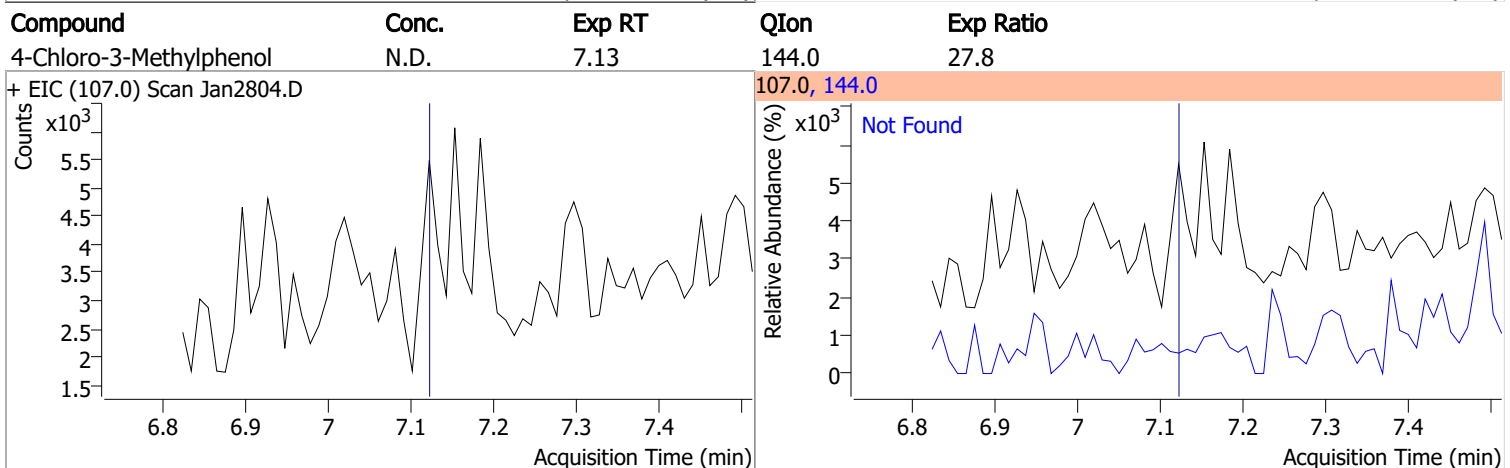 Compound Conc. Exp RT QIon Exp Ratio
4-Chloro-3-Methylphenol N.D. 7.13 144.0 27.8
+ EIC (107.0) Scan Jan2804.D
Counts
x10³
5.5
5
4.5
4
3.5
3
2.5
2
1.5
6.8 6.9 7 7.1 7.2 7.3 7.4
Acquisition Time (min)
107.0, 144.0
Relative Abundance (%)
x10³
Not Found
5
4
3
2
1
0
6.8 6.9 7 7.1 7.2 7.3 7.4
Acquisition Time (min)